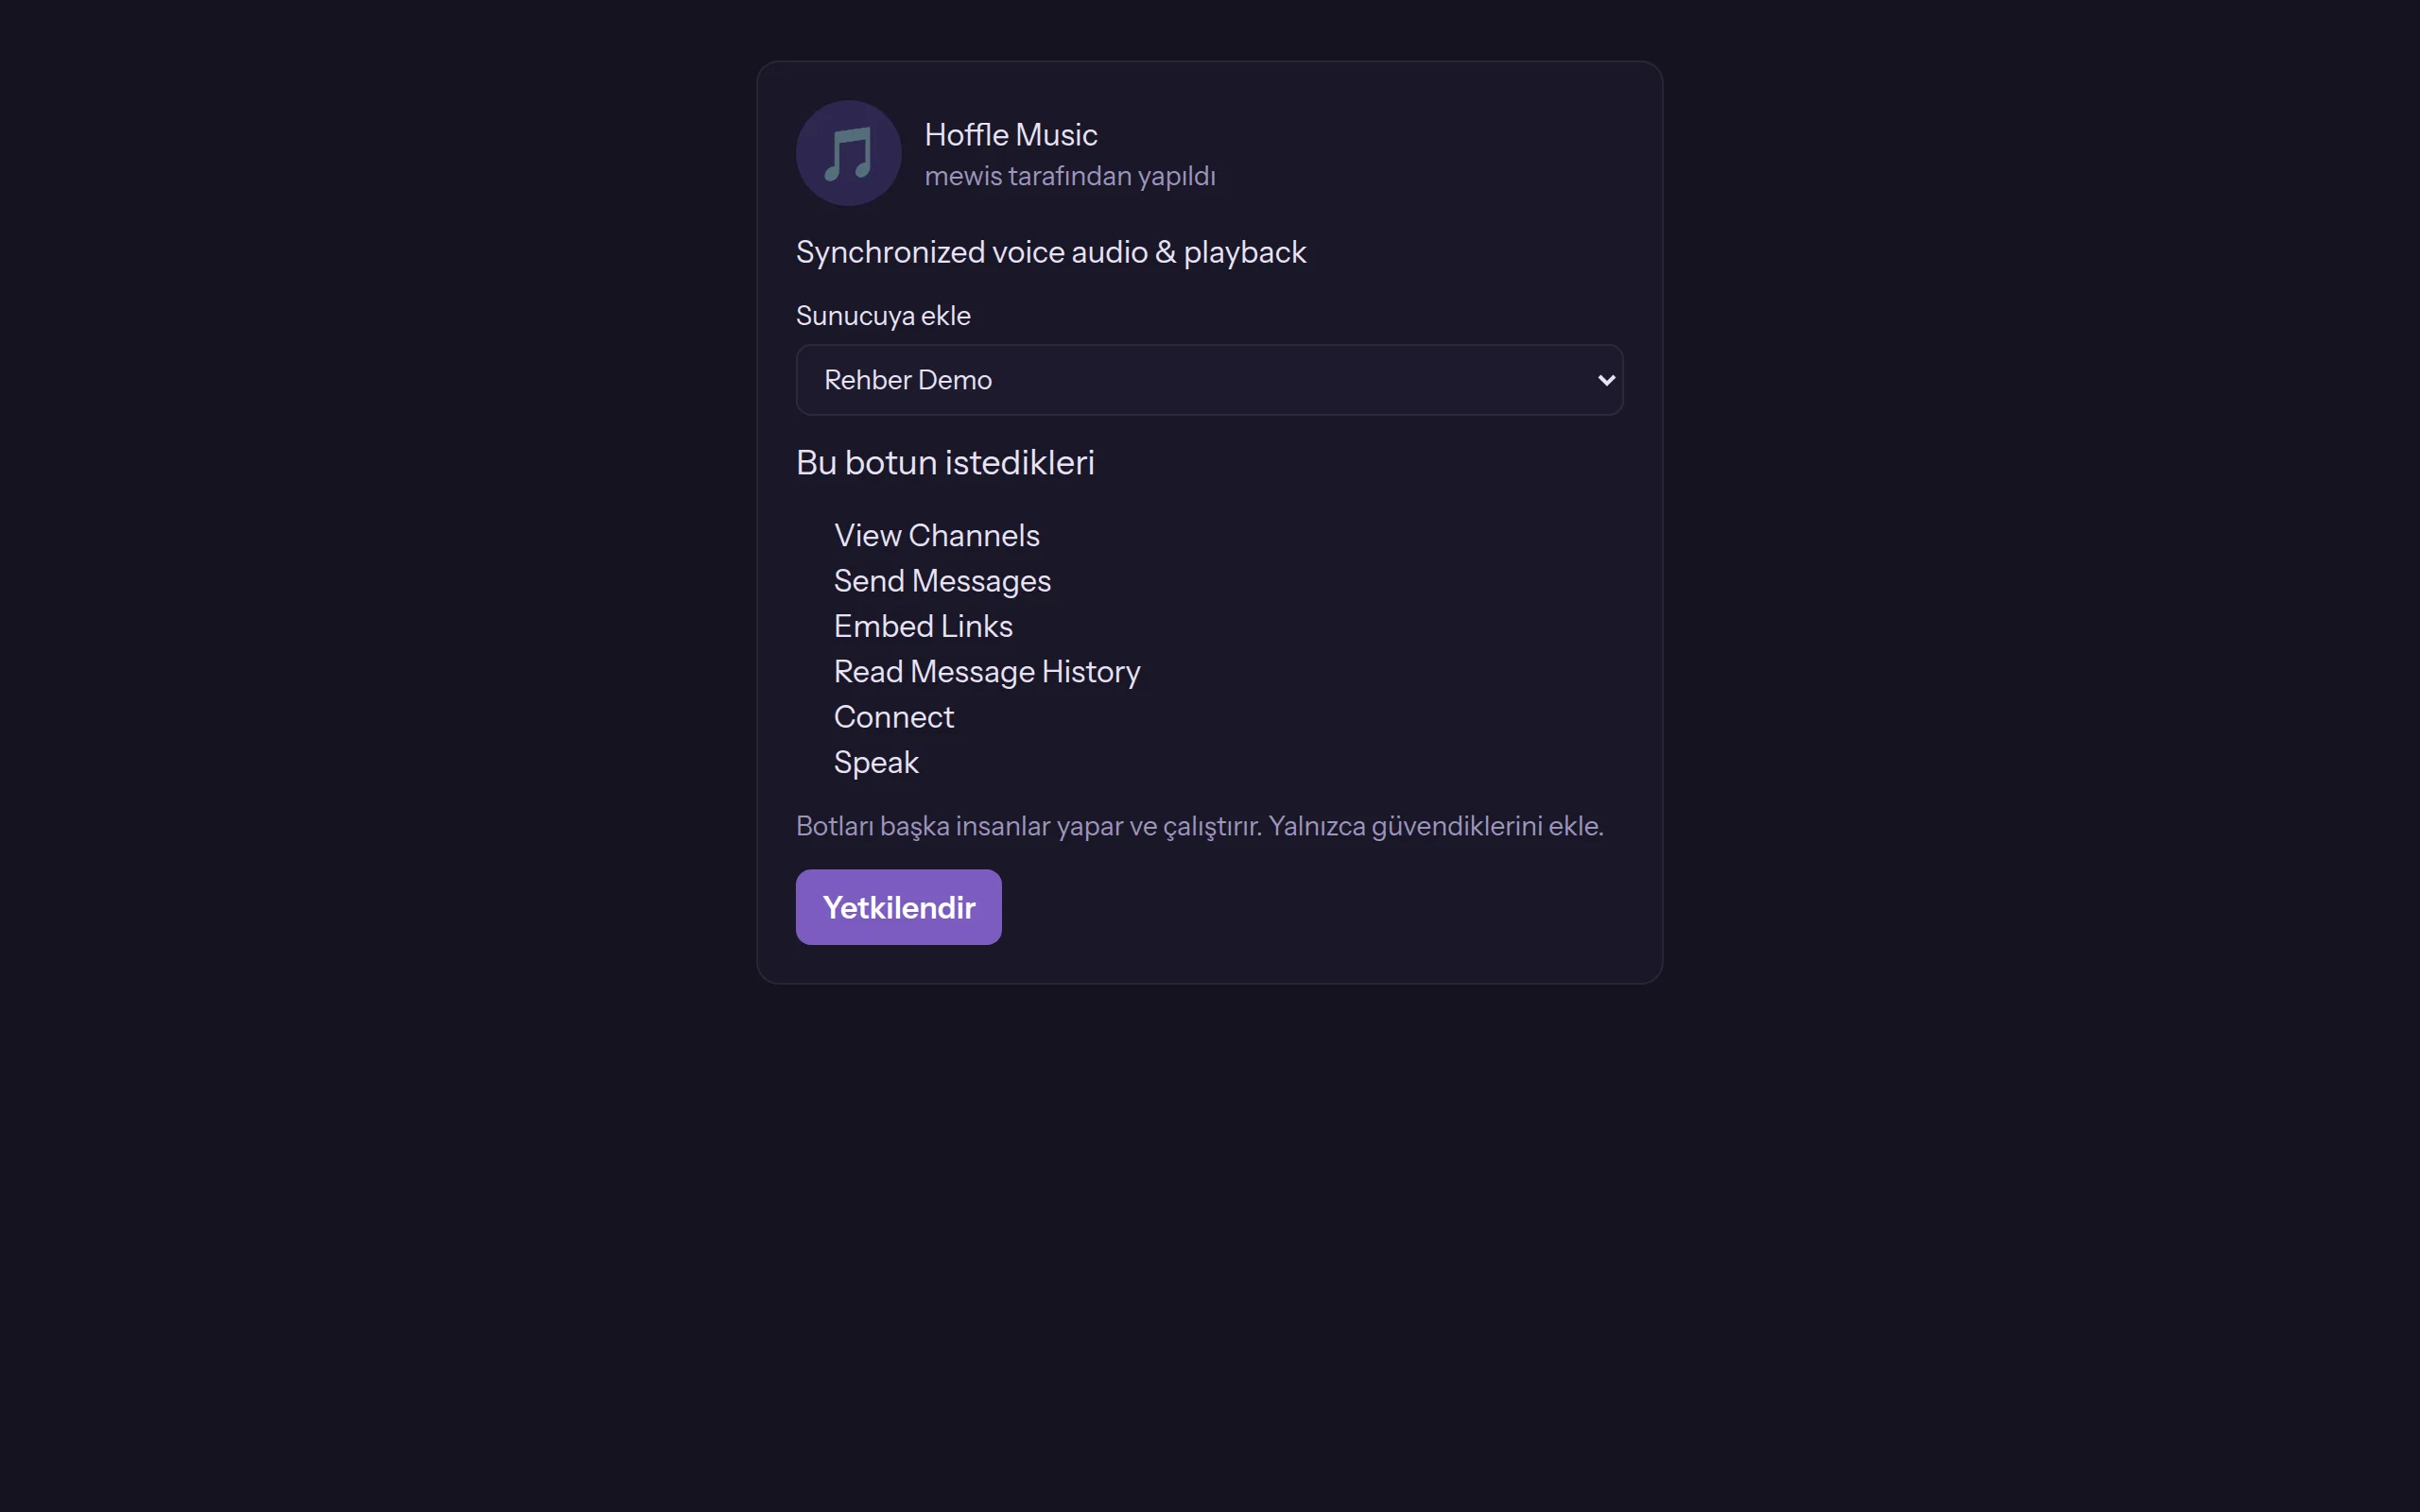 Hoffle Music
mewis tarafından yapıldı
Synchronized voice audio & playback
Sunucuya ekle
Rehber Demo
Bu botun istedikleri
View Channels
Send Messages
Embed Links
Read Message History
Connect
Speak
Botları başka insanlar yapar ve çalıştırır. Yalnızca güvendiklerini ekle.
Yetkilendir